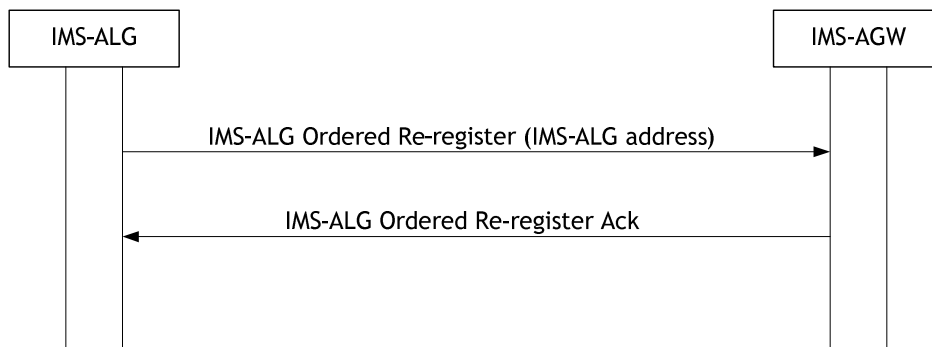 IMS-ALG
IMS-AGW
IMS-ALG Ordered Re-register (IMS-ALG address)
IMS-ALG Ordered Re-register Ack